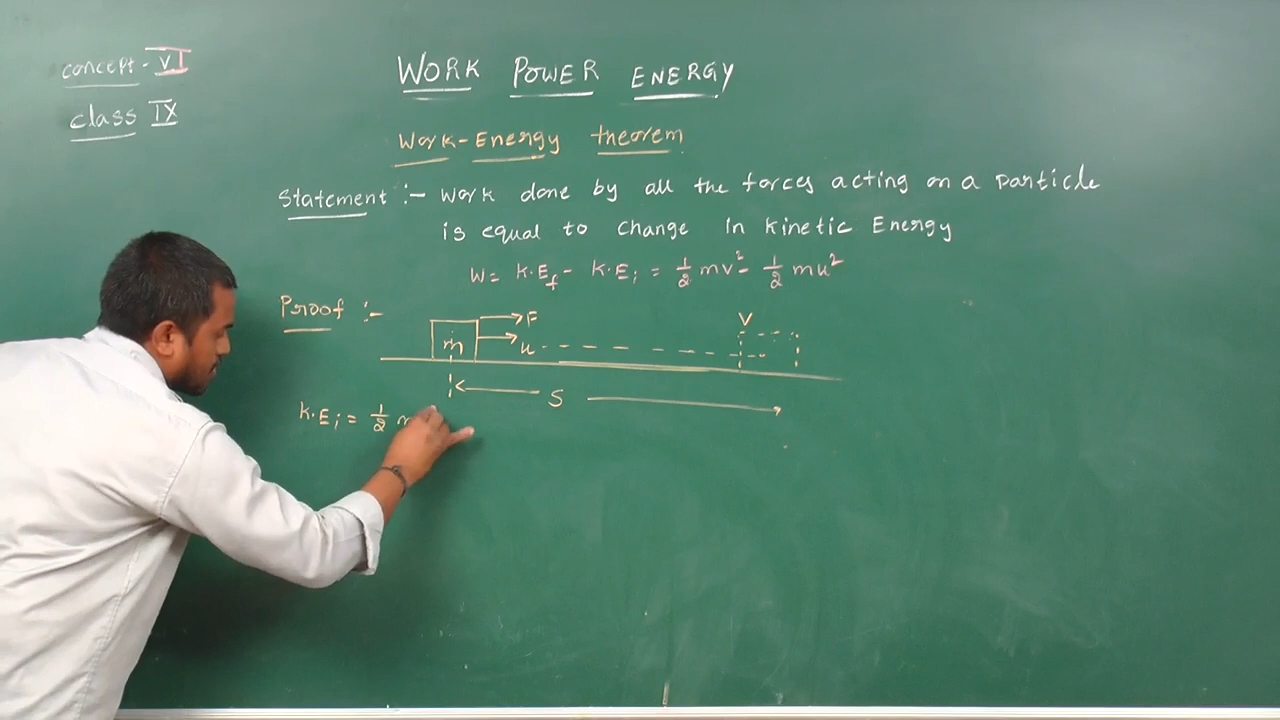 concept - VI
class IX
WORK POWER ENERGY
Work-Energy theorem
Statement :- Work done by all the forces acting on a particle
is equal to change in kinetic Energy
W = K.E_f - K.E_i = 1/2 mv² - 1/2 mu²
Proof :-
F
m
u
V
S
K.E_i = 1/2 m